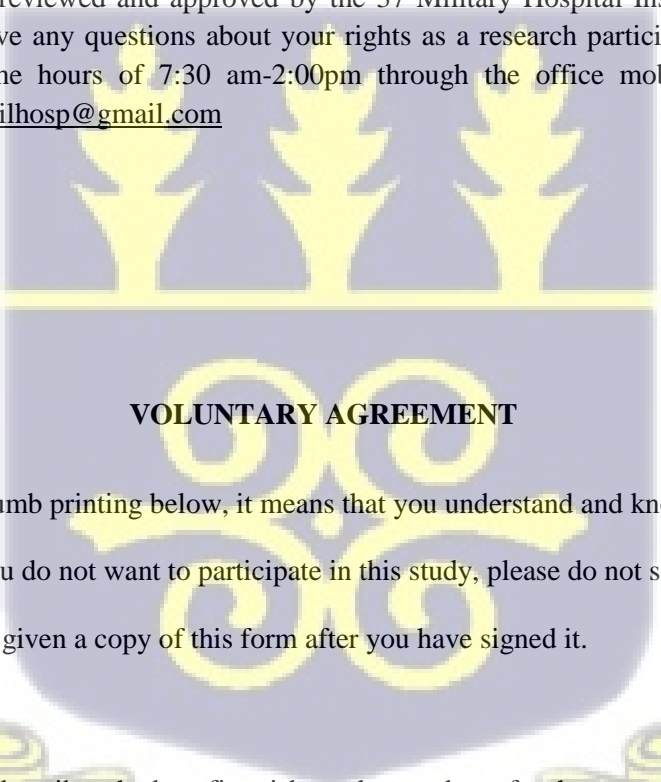 reviewed and approved by the 37 Military Hospital Ins
ve any questions about your rights as a research partici
he hours of 7:30 am-2:00pm through the office mob
ilhosp@gmail.com
VOLUNTARY AGREEMENT
umb printing below, it means that you understand and kn
u do not want to participate in this study, please do not s
given a copy of this form after you have signed it.